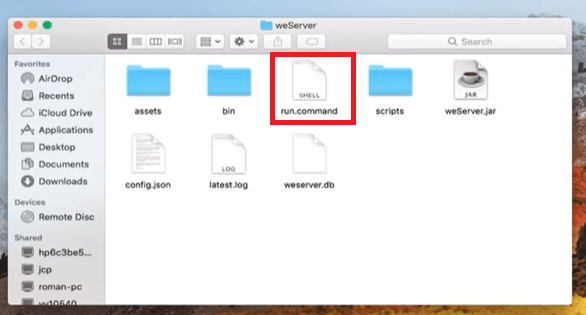 weServer
Search
Favorites
AirDrop
Recents
iCloud Drive
Applications
Desktop
Documents
Downloads
Devices
Remote Disc
Shared
hp6c3be5...
jcp
roman-pc
assets
bin
SHELL
run.command
scripts
JAR
weServer.jar
config.json
LOG
latest.log
weserver.db